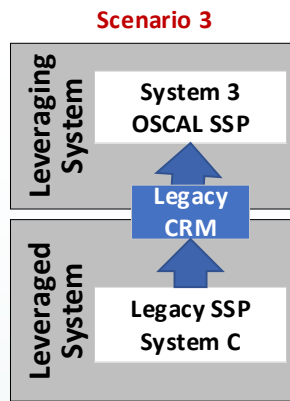 Scenario 3
Leveraging
System
System 3
OSCAL SSP
Legacy
CRM
Leveraged
System
Legacy SSP
System C